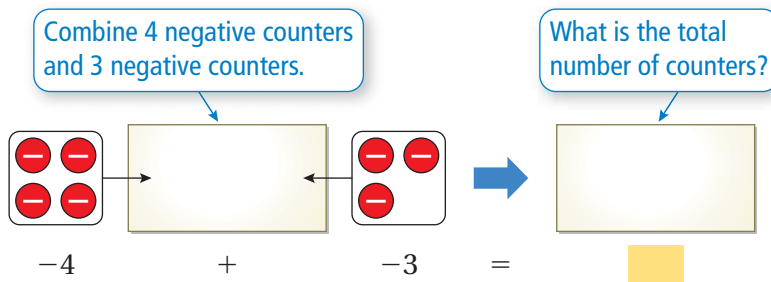 Combine 4 negative counters
and 3 negative counters.
What is the total
number of counters?
− − − −
− − −
−4 + −3 =